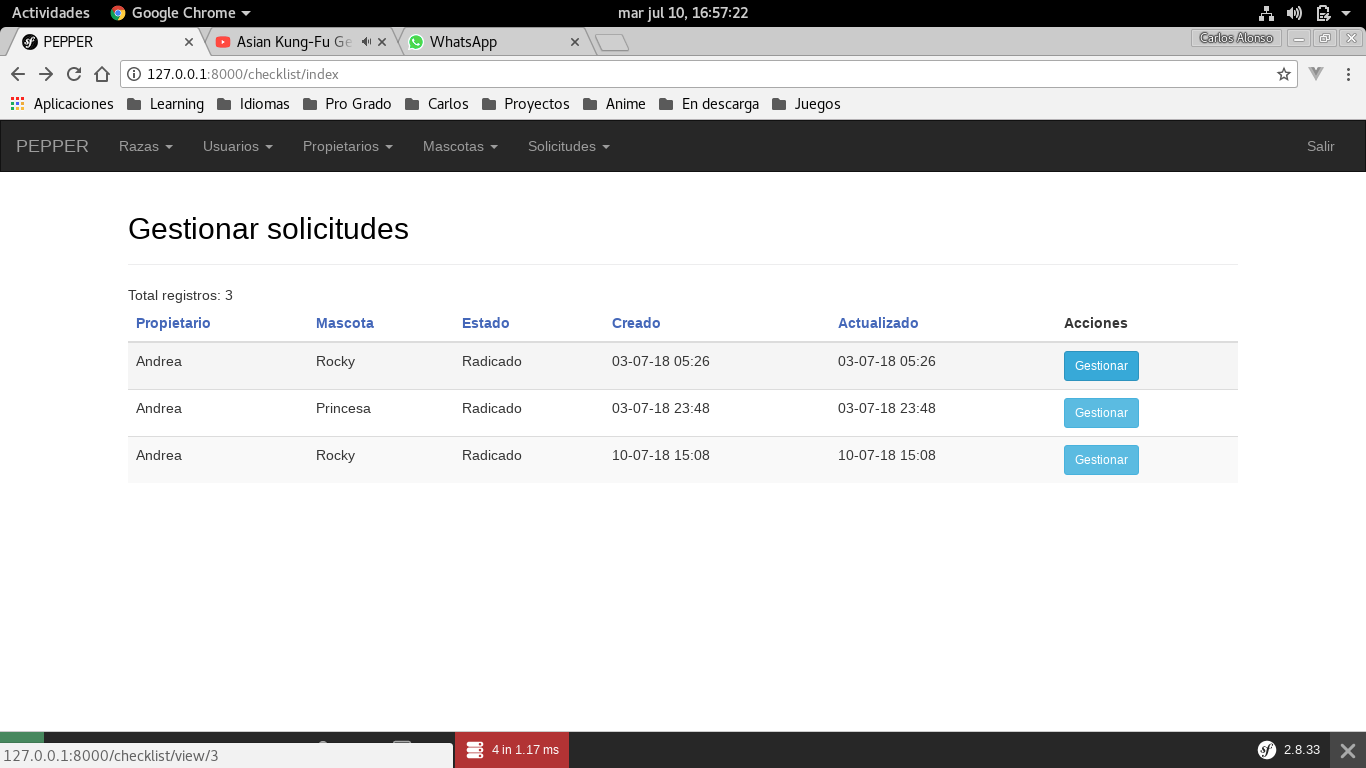 Actividades Google Chrome mar jul 10, 16:57:22
PEPPER Asian Kung-Fu Ge WhatsApp Carlos Alonso
127.0.0.1:8000/checklist/index
Aplicaciones Learning Idiomas Pro Grado Carlos Proyectos Anime En descarga Juegos
PEPPER Razas Usuarios Propietarios Mascotas Solicitudes Salir
Gestionar solicitudes
Total registros: 3
Propietario Mascota Estado Creado Actualizado Acciones
Andrea Rocky Radicado 03-07-18 05:26 03-07-18 05:26 Gestionar
Andrea Princesa Radicado 03-07-18 23:48 03-07-18 23:48 Gestionar
Andrea Rocky Radicado 10-07-18 15:08 10-07-18 15:08 Gestionar
4 in 1.17 ms 2.8.33
127.0.0.1:8000/checklist/view/3